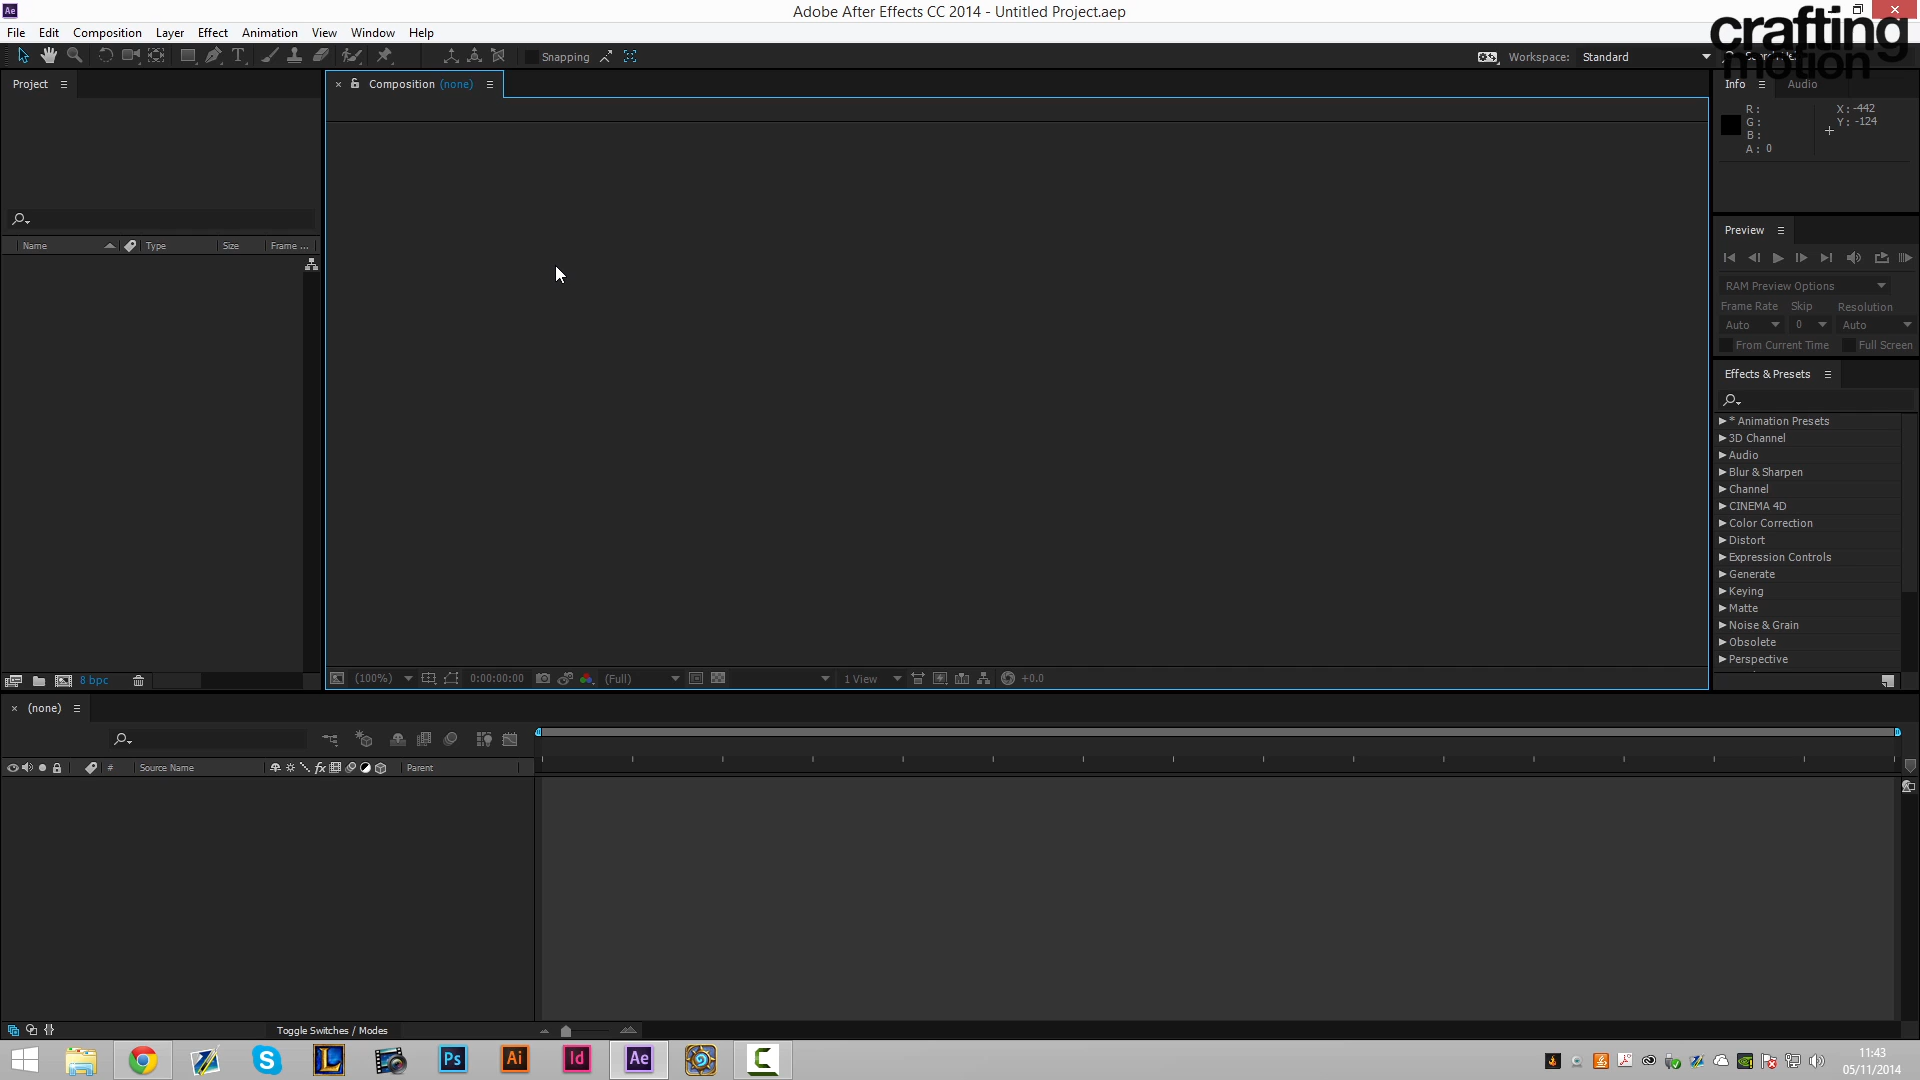 Ae
Adobe After Effects CC 2014 - Untitled Project.aep
File Edit Composition Layer Effect Animation View Window Help
crafting
motion
T
Snapping
Workspace: Standard
Project
Composition (none)
Info
Audio
R:
G:
B:
A: 0
X: -442
Y: -124
Name
Type
Size
Frame ...
Preview
RAM Preview Options
Frame Rate Skip Resolution
Auto 0 Auto
From Current Time Full Screen
Effects & Presets
* Animation Presets
3D Channel
Audio
Blur & Sharpen
Channel
CINEMA 4D
Color Correction
Distort
Expression Controls
Generate
Keying
Matte
Noise & Grain
Obsolete
Perspective
8 bpc
(100%)
0:00:00:00
(Full)
1 View
+0.0
(none)
# Source Name fx Parent
Toggle Switches / Modes
L Ps Ai Id Ae C
11:43
05/11/2014